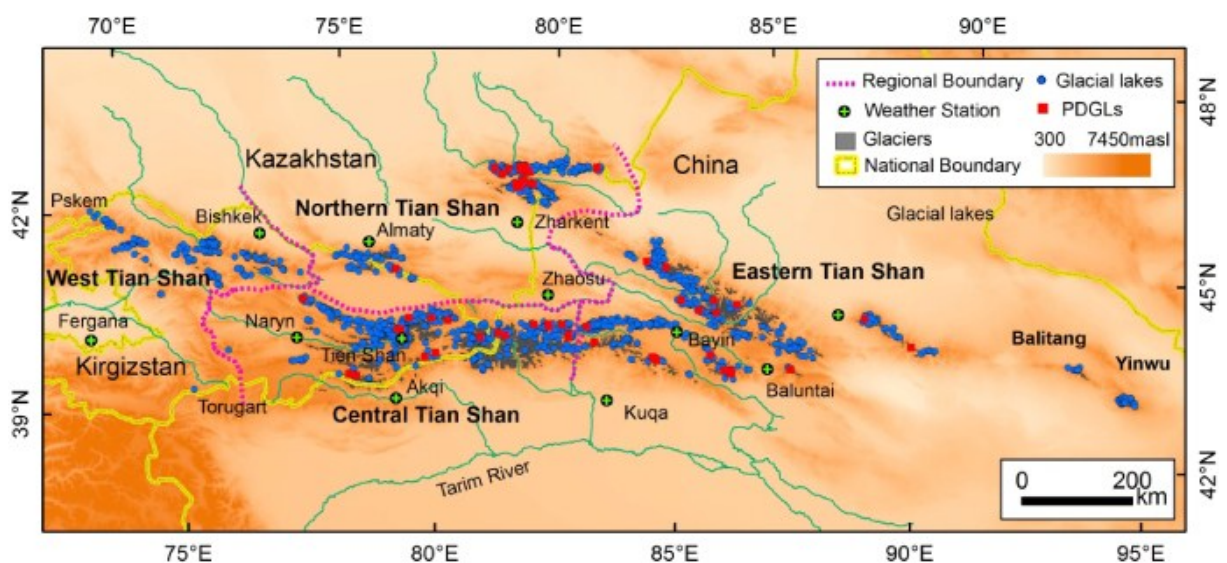 70°E 75°E 80°E 85°E 90°E
Regional Boundary
Glacial lakes
Weather Station
PDGLs
Glaciers
300 7450masl
National Boundary
48°N
Kazakhstan
China
Pskem
42°N
Bishkek
Northern Tian Shan
Almaty
Zharkent
Glacial lakes
West Tian Shan
Zhaosu
Eastern Tian Shan
45°N
Fergana
Naryn
Tien-Shan
Bayin
Balitang
Kirgizstan
Yinwu
Akqi
Baluntai
Torugart
Central Tian Shan
Kuqa
39°N
Tarim River
42°N
0 200
km
75°E 80°E 85°E 90°E 95°E